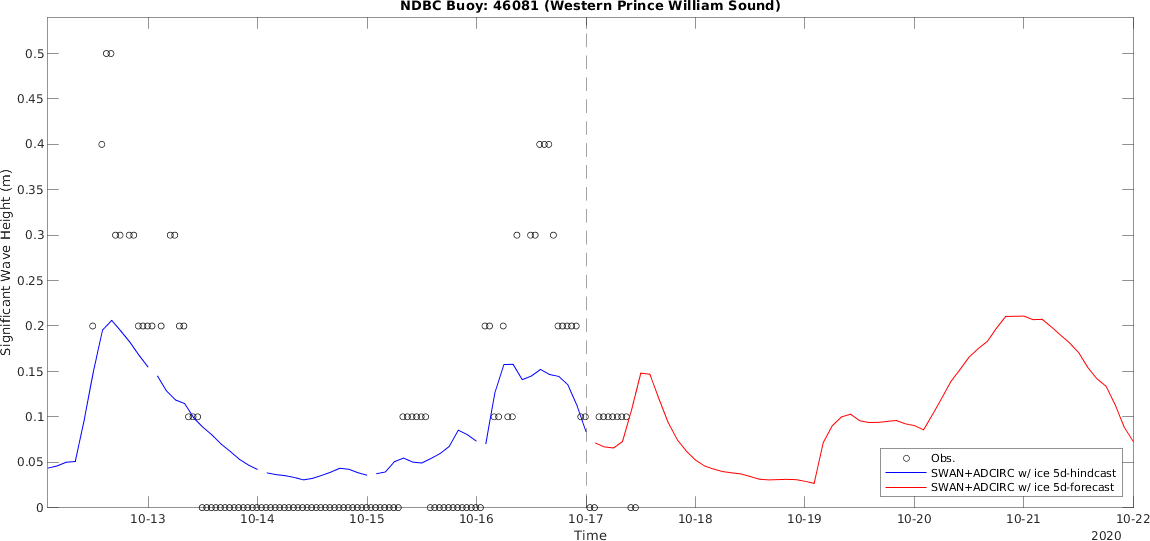 NDBC Buoy: 46081 (Western Prince William Sound)
Significant Wave Height (m)
0.5
0.45
0.4
0.35
0.3
0.25
0.2
0.15
0.1
0.05
0
Obs.
SWAN+ADCIRC w/ ice 5d-hindcast
SWAN+ADCIRC w/ ice 5d-forecast
10-13 10-14 10-15 10-16 10-17 10-18 10-19 10-20 10-21 10-22
Time
2020